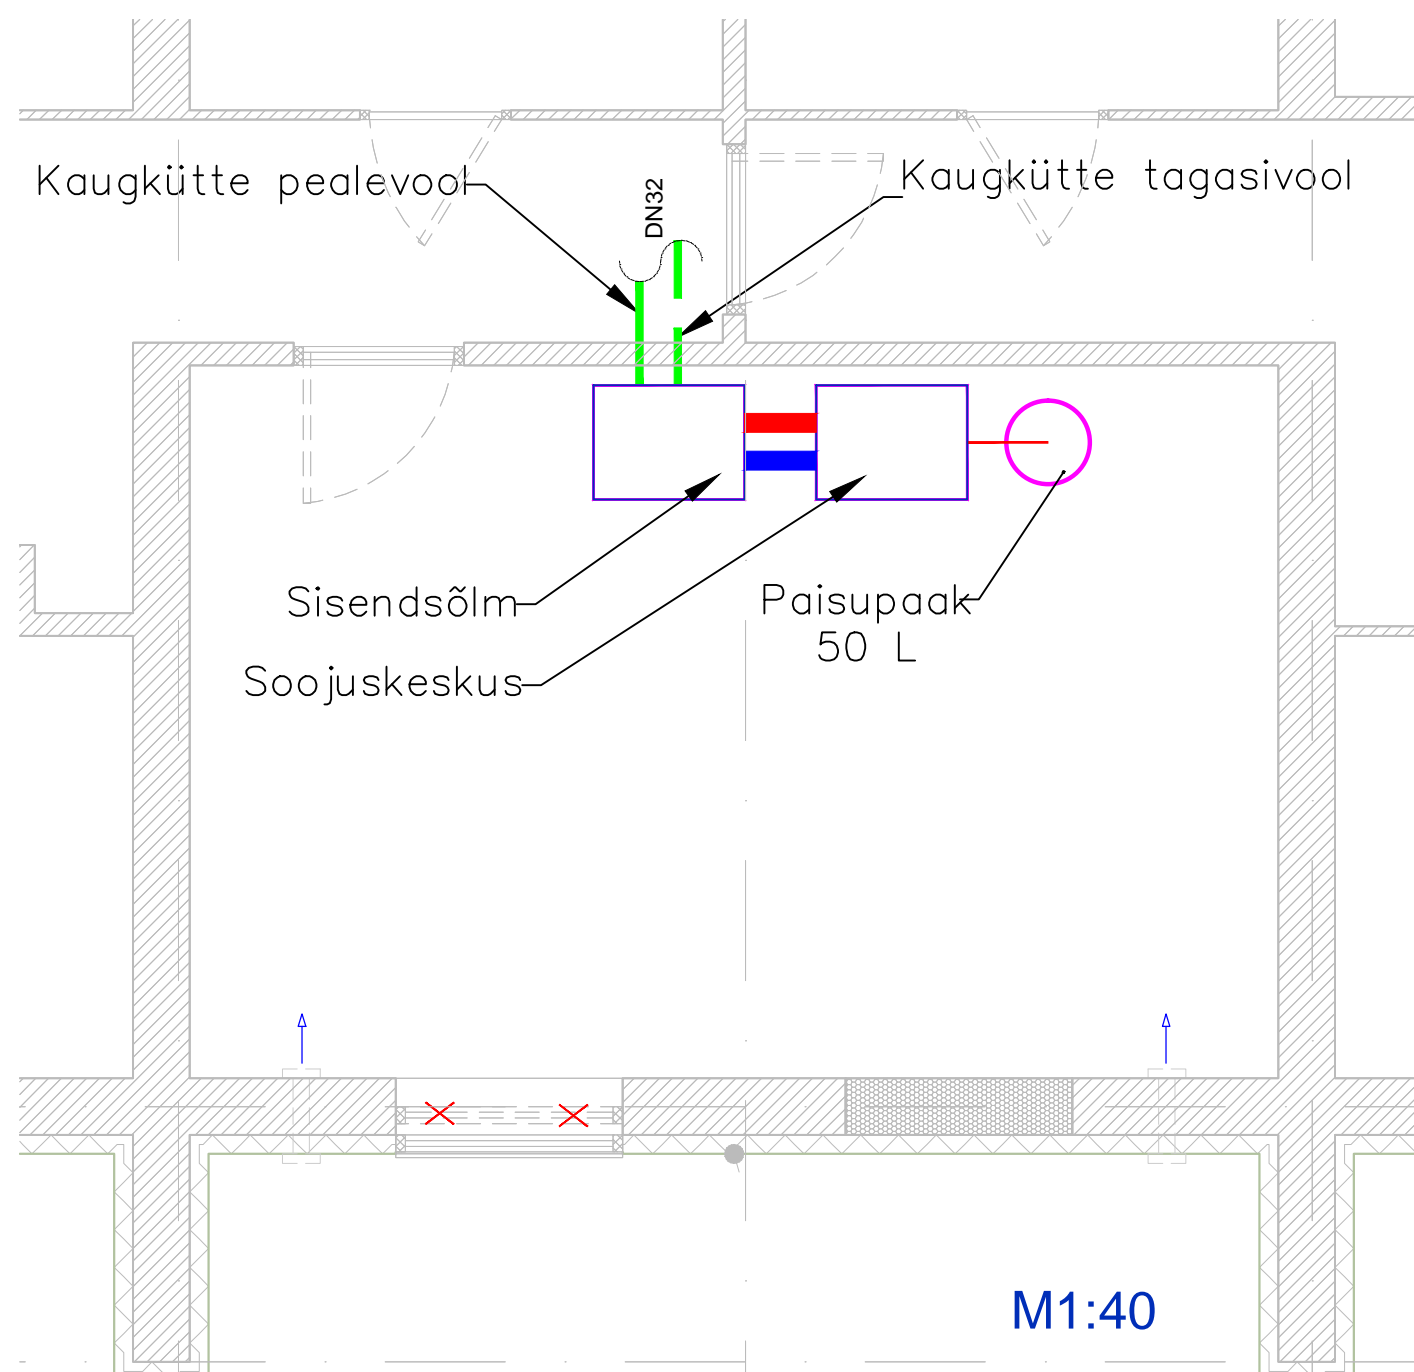 Kaugkütte pealevool
DN32
Kaugkütte tagasivool
Sisendsõlm
Paisupaak
50 L
Soojuskeskus
M1:40